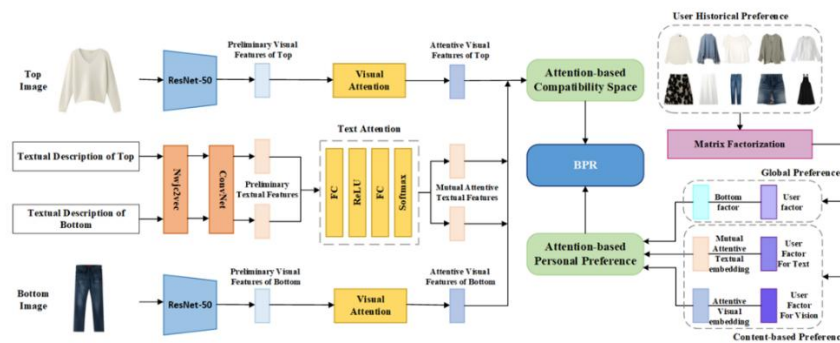 Top
Image
ResNet-50
Preliminary Visual
Features of Top
Visual
Attention
Attentive Visual
Features of Top
Attention-based
Compatibility Space
User Historical Preference
Textual Description of Top
Textual Description of
Bottom
Nwjc2vec
ConvNet
Preliminary
Textual Features
Text Attention
FC
ReLU
FC
Softmax
Mutual Attentive
Textual Features
BPR
Matrix Factorization
Global Preference
Bottom
factor
User
factor
Mutual
Attentive
Textual
embedding
User
Factor
For Text
Attentive
Visual
embedding
User
Factor
For Vision
Content-based Preference
Attention-based
Personal Preference
Bottom
Image
ResNet-50
Preliminary Visual
Features of Bottom
Visual
Attention
Attentive Visual
Features of Bottom